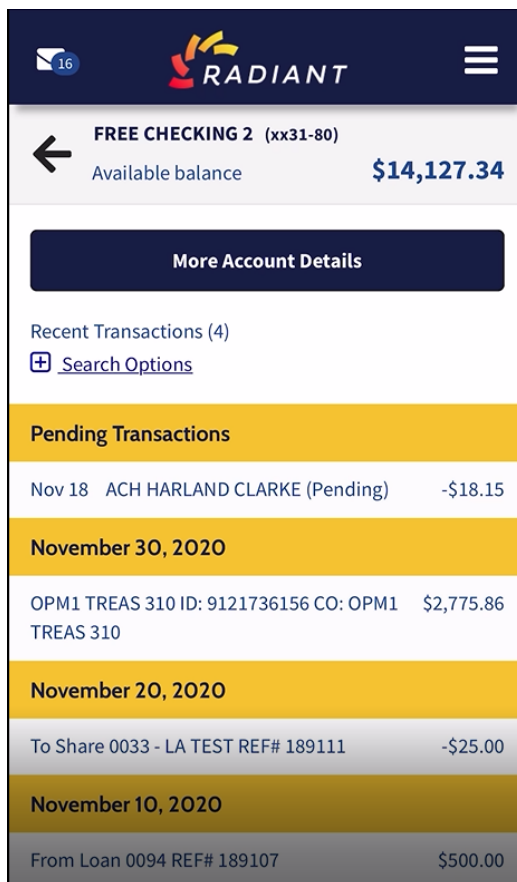 16
RADIANT
FREE CHECKING 2 (xx31-80)
Available balance $14,127.34
More Account Details
Recent Transactions (4)
Search Options
Pending Transactions
Nov 18 ACH HARLAND CLARKE (Pending) -$18.15
November 30, 2020
OPM1 TREAS 310 ID: 9121736156 CO: OPM1 $2,775.86
TREAS 310
November 20, 2020
To Share 0033 - LA TEST REF# 189111 -$25.00
November 10, 2020
From Loan 0094 REF# 189107 $500.00